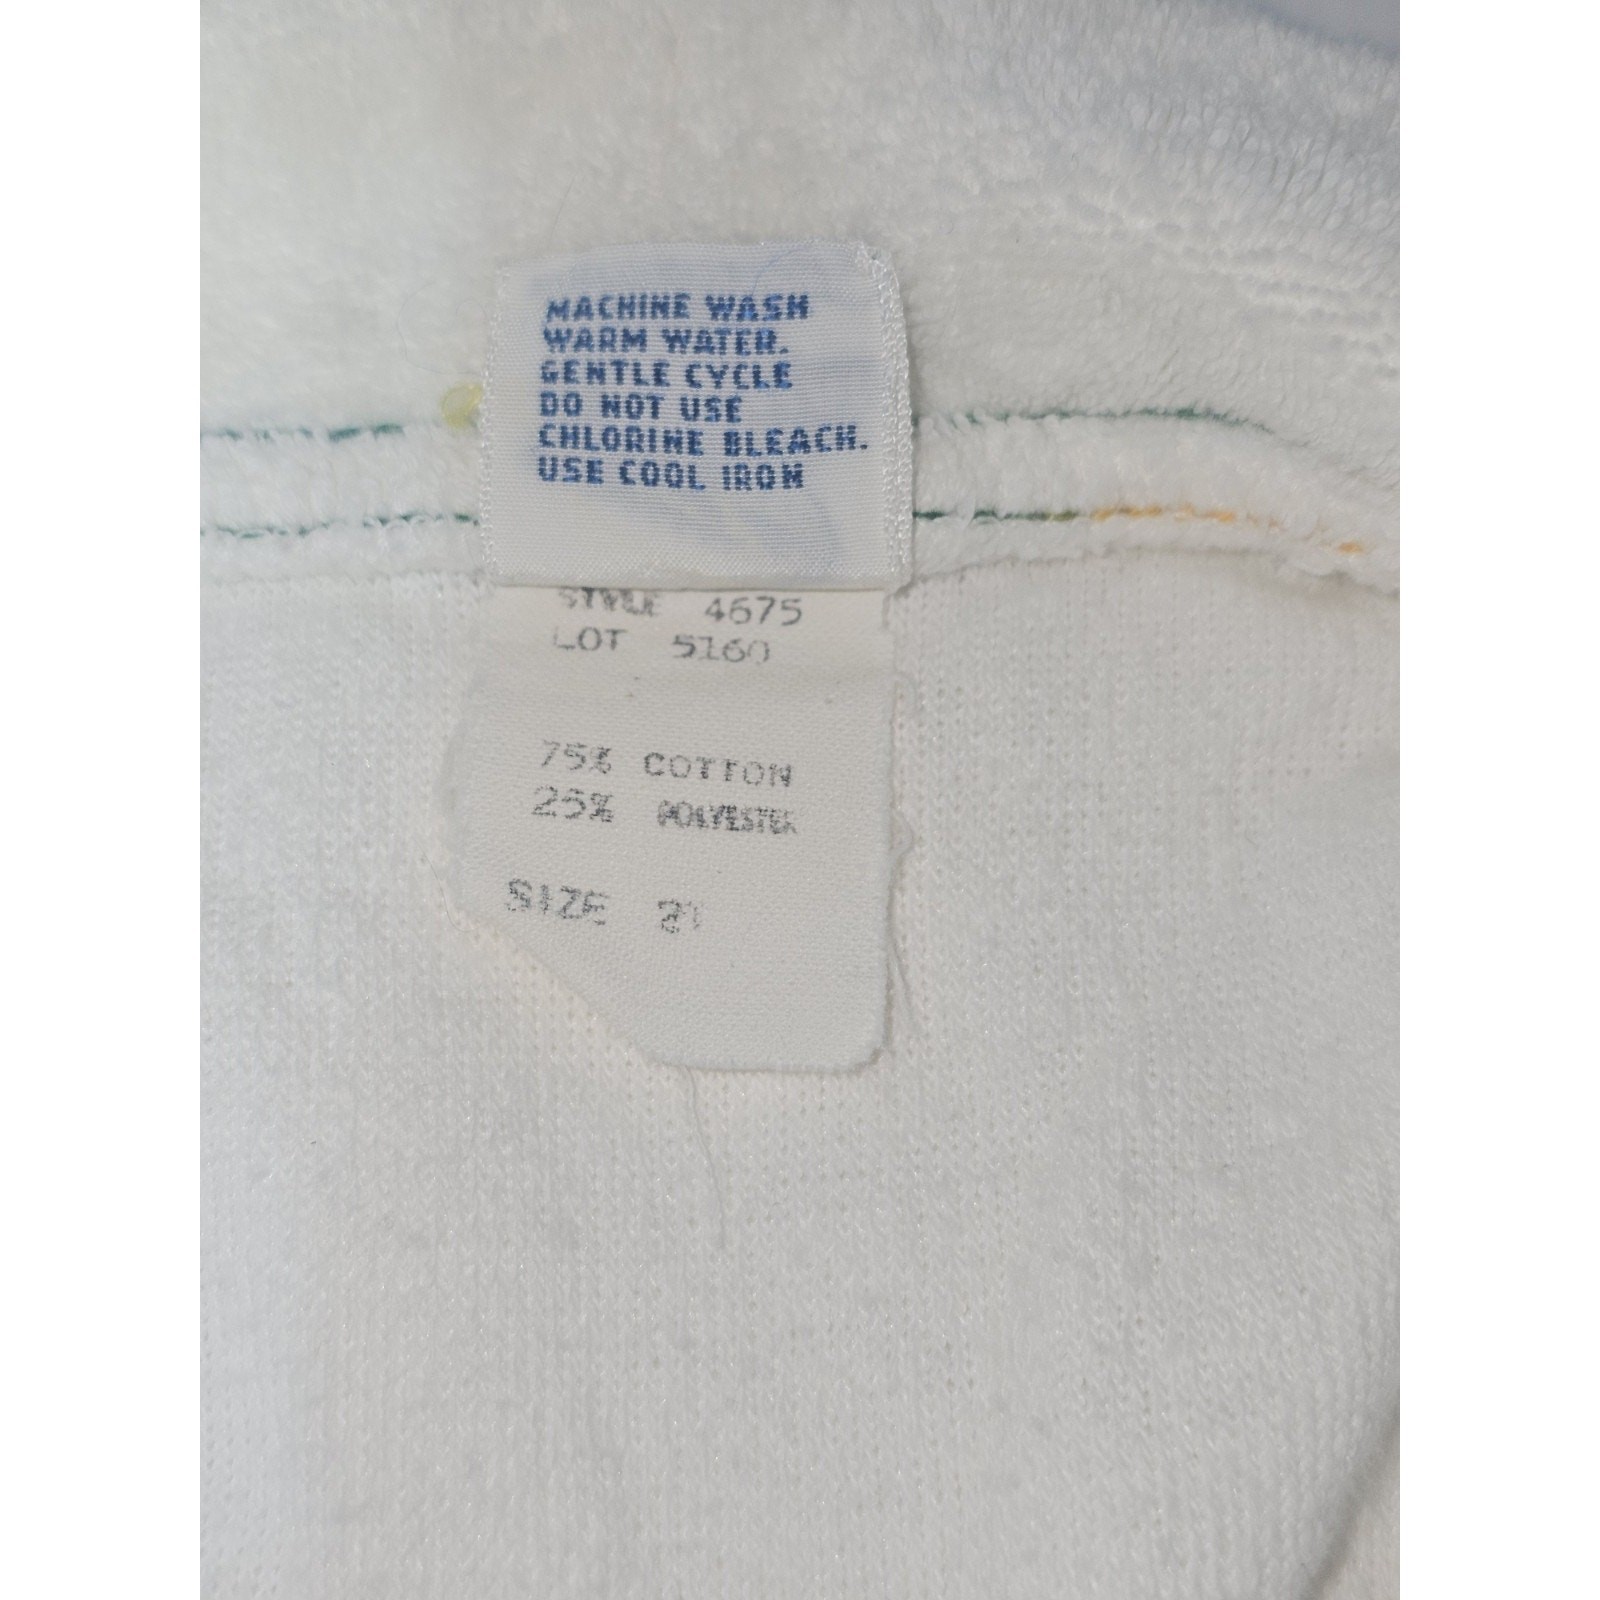 MACHINE WASH
WARM WATER.
GENTLE CYCLE
DO NOT USE
CHLORINE BLEACH.
USE COOL IRON
STYLE 4675
LOT 5160
75% COTTON
25% POLYESTER
SIZE